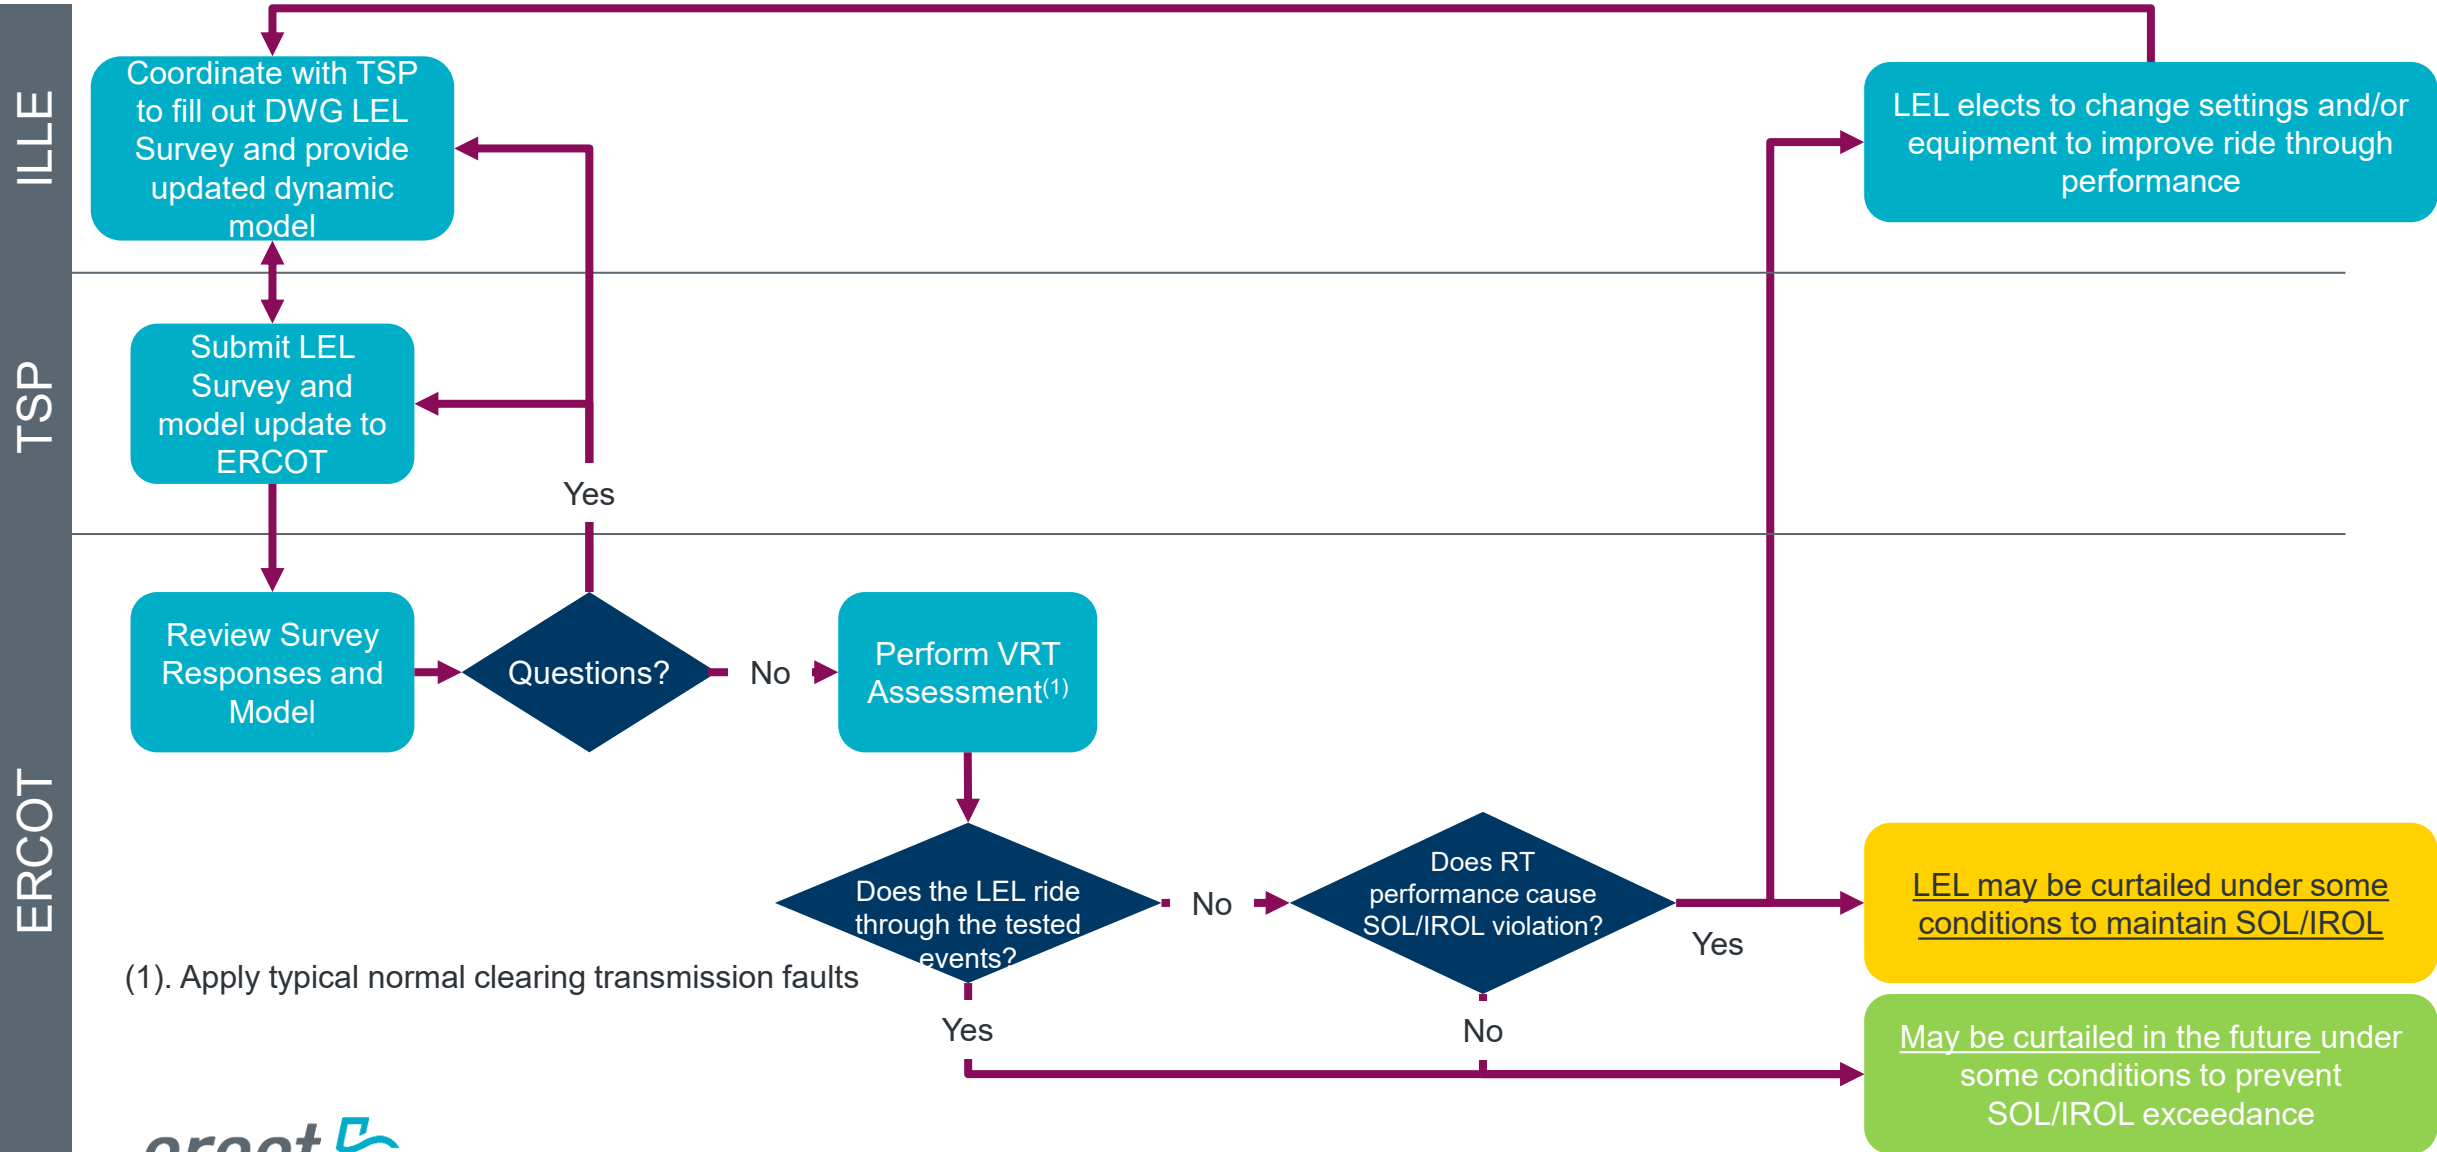 ILLE
Coordinate with TSP
to fill out DWG LEL
Survey and provide
updated dynamic
model
LEL elects to change settings and/or
equipment to improve ride through
performance
TSP
Submit LEL
Survey and
model update to
ERCOT
Yes
ERCOT
Review Survey
Responses and
Model
Questions?
No
Perform VRT
Assessment(1)
Does the LEL ride
through the tested
events?
No
Does RT
performance cause
SOL/IROL violation?
Yes
LEL may be curtailed under some
conditions to maintain SOL/IROL
(1). Apply typical normal clearing transmission faults
Yes
No
May be curtailed in the future under
some conditions to prevent
SOL/IROL exceedance
ercot